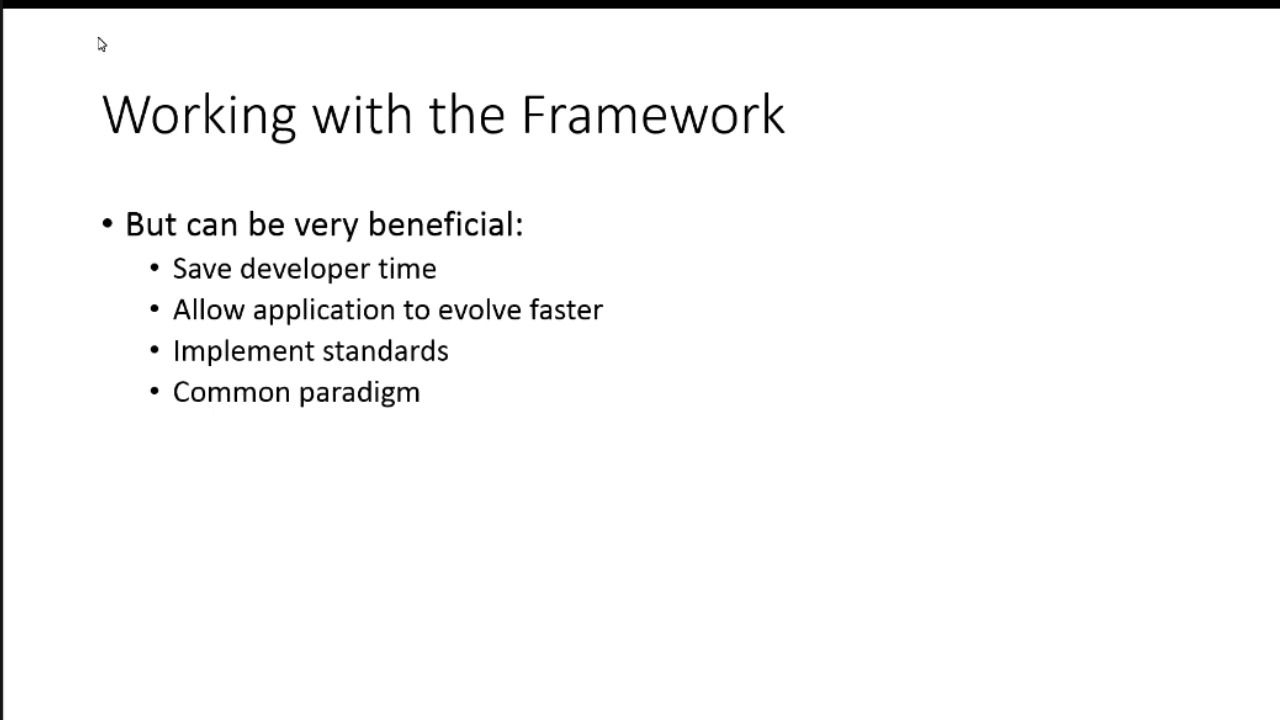 Working with the Framework
• But can be very beneficial:
• Save developer time
• Allow application to evolve faster
• Implement standards
• Common paradigm